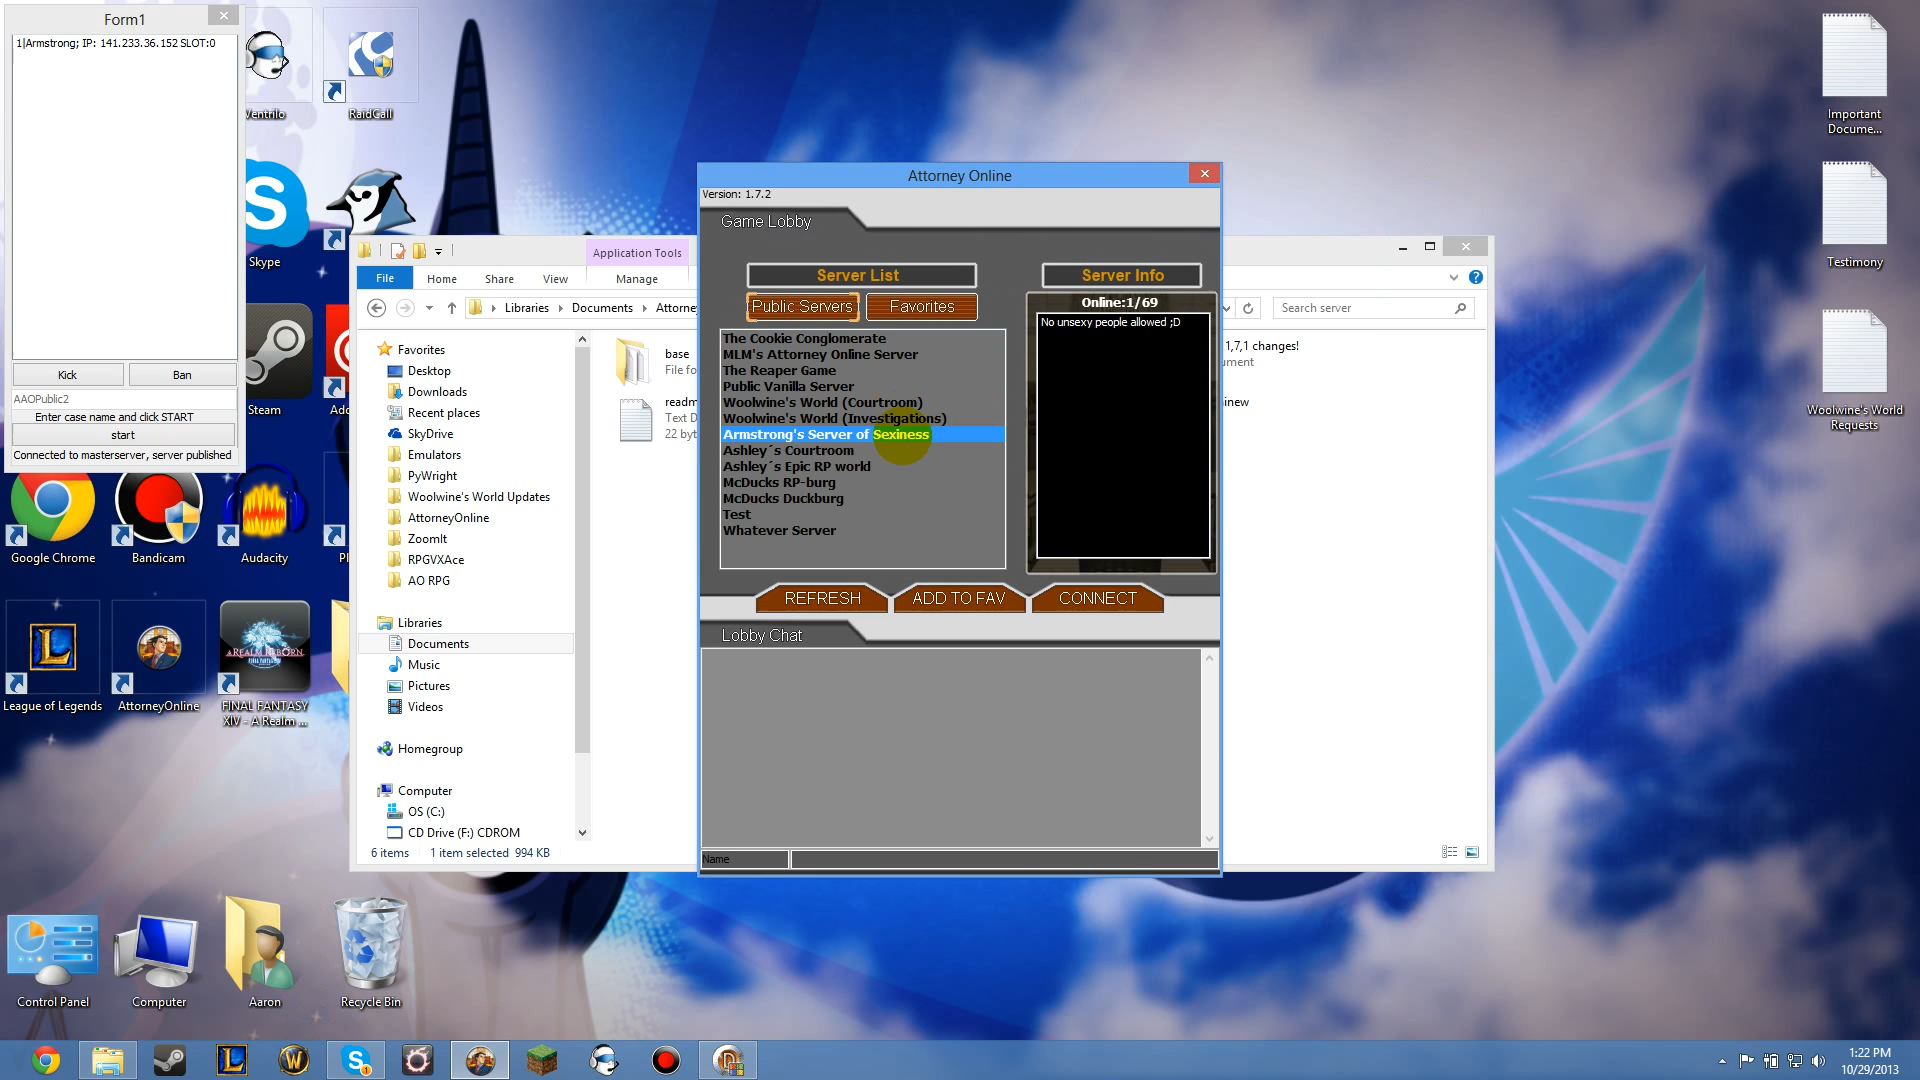 Form1
1|Armstrong; IP: 141.233.36.152 SLOT:0
Kick
Ban
AAOPublic2
Enter case name and click START
start
Connected to masterserver, server published
Ventrilo
RaidCall
Skype
Steam
Google Chrome
Bandicam
Audacity
League of Legends
AttorneyOnline
FINAL FANTASY
XIV - A Realm ...
Control Panel
Computer
Aaron
Recycle Bin
Important
Docume...
Testimony
Woolwine's World
Requests
Application Tools
File
Home
Share
View
Manage
Libraries
Documents
Search server
Favorites
Desktop
Downloads
Recent places
SkyDrive
Emulators
PyWright
Woolwine's World Updates
AttorneyOnline
ZoomIt
RPGVXAce
AO RPG
Libraries
Documents
Music
Pictures
Videos
Homegroup
Computer
OS (C:)
CD Drive (F:) CDROM
6 items
1 item selected 994 KB
base
File fo
readm
Text D
22 byt
1,7,1 changes!
Attorney Online
Version: 1.7.2
Game Lobby
Server List
Server Info
Public Servers
Favorites
Online:1/69
No unsexy people allowed ;D
The Cookie Conglomerate
MLM's Attorney Online Server
The Reaper Game
Public Vanilla Server
Woolwine's World (Courtroom)
Woolwine's World (Investigations)
Armstrong's Server of Sexiness
Ashley´s Courtroom
Ashley´s Epic RP world
McDucks RP-burg
McDucks Duckburg
Test
Whatever Server
REFRESH
ADD TO FAV
CONNECT
Lobby Chat
Name
1:22 PM
10/29/2013